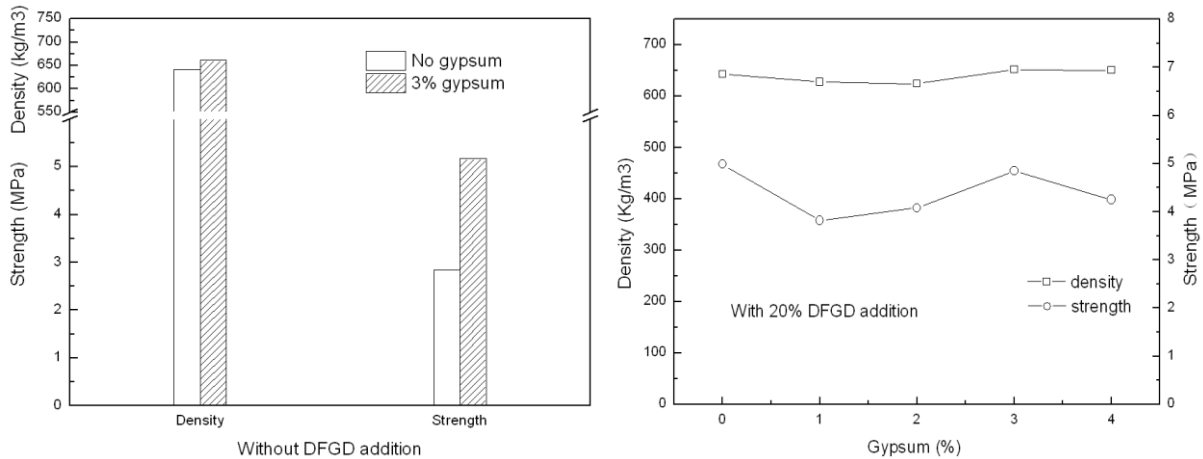 Density (kg/m3)
Strength (MPa)
750
700
650
600
550
5
4
3
2
1
0
No gypsum
3% gypsum
Density
Strength
Without DFGD addition
Density (Kg/m3)
700
600
500
400
300
200
100
0
8
7
6
5
4
3
2
1
0
Strength ( MPa)
density
strength
With 20% DFGD addition
0 1 2 3 4
Gypsum (%)